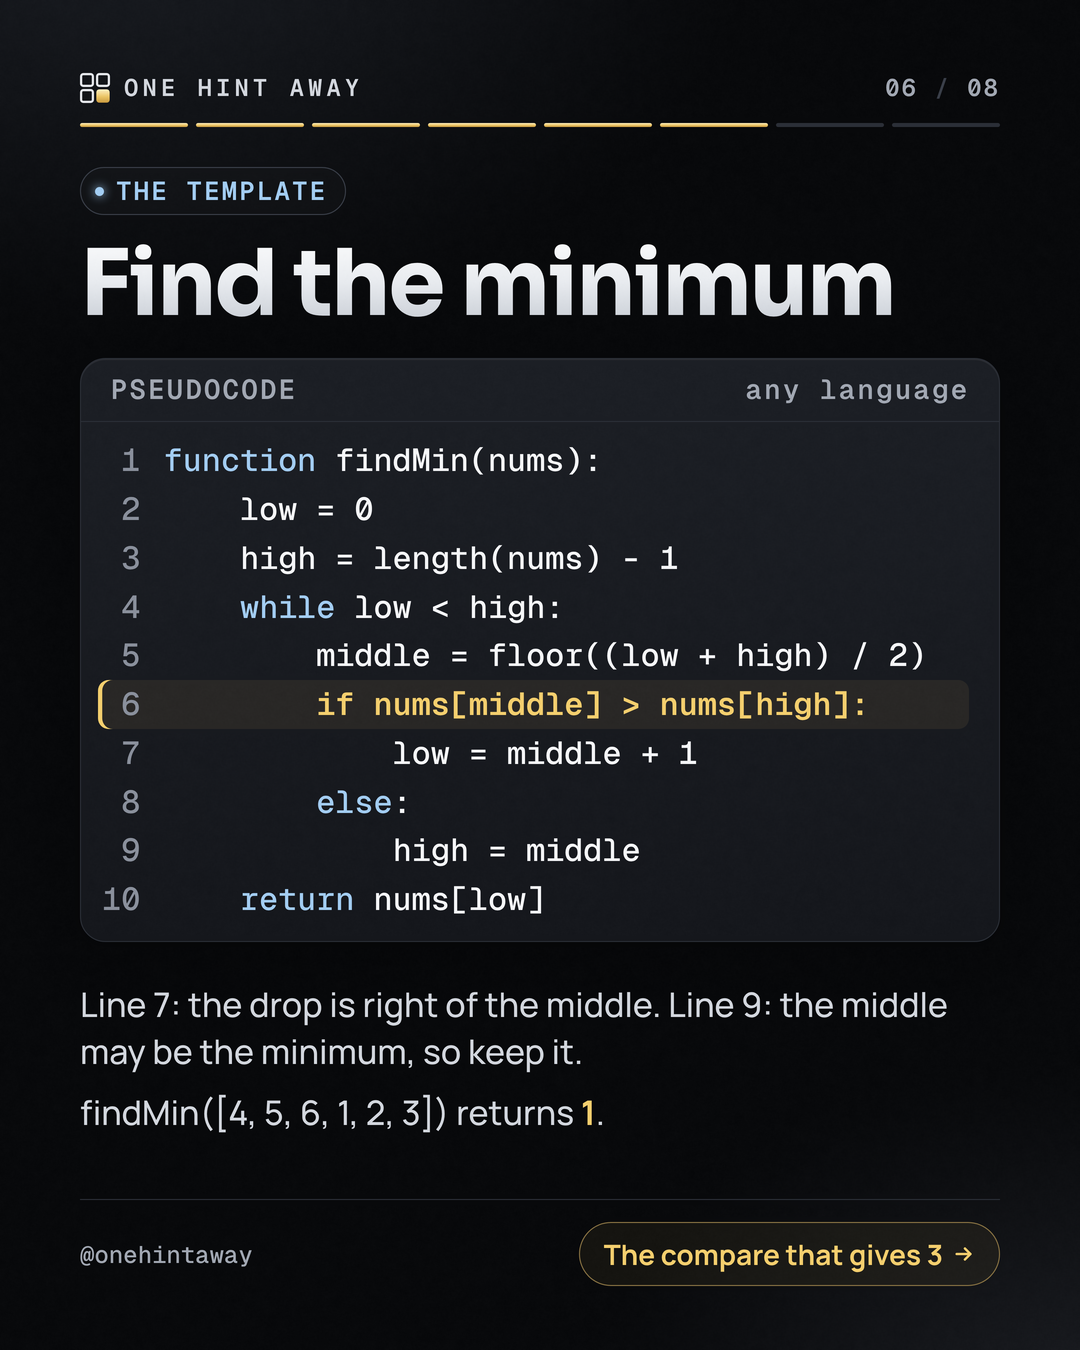 ONE HINT AWAY
06 / 08
THE TEMPLATE
Find the minimum
PSEUDOCODE
any language
1 function findMin(nums):
2     low = 0
3     high = length(nums) - 1
4     while low < high:
5         middle = floor((low + high) / 2)
6         if nums[middle] > nums[high]:
7             low = middle + 1
8         else:
9             high = middle
10     return nums[low]
Line 7: the drop is right of the middle. Line 9: the middle
may be the minimum, so keep it.
findMin([4, 5, 6, 1, 2, 3]) returns 1.
@onehintaway
The compare that gives 3 →